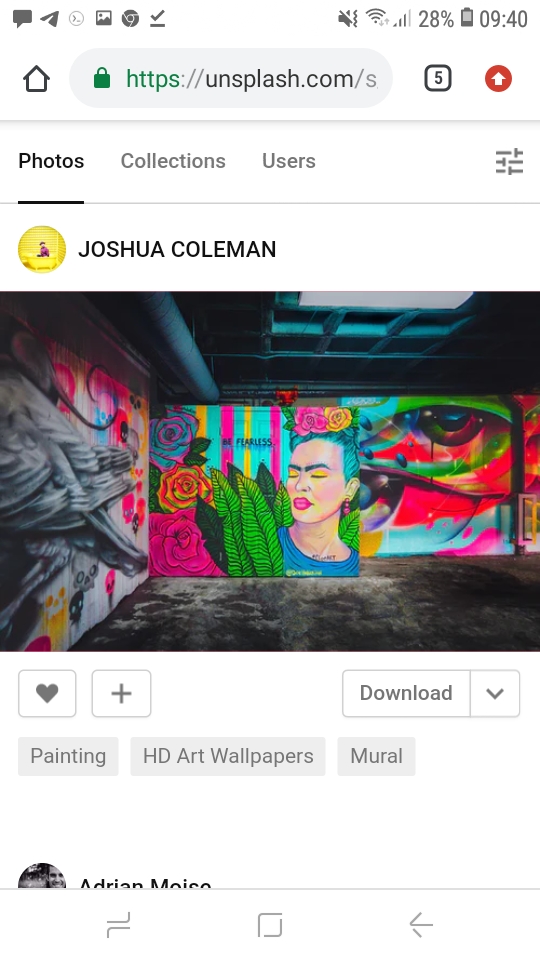 28% 09:40
https://unsplash.com/s
5
Photos Collections Users
JOSHUA COLEMAN
BE FEARLESS
Download
Painting HD Art Wallpapers Mural
Adrian Moise